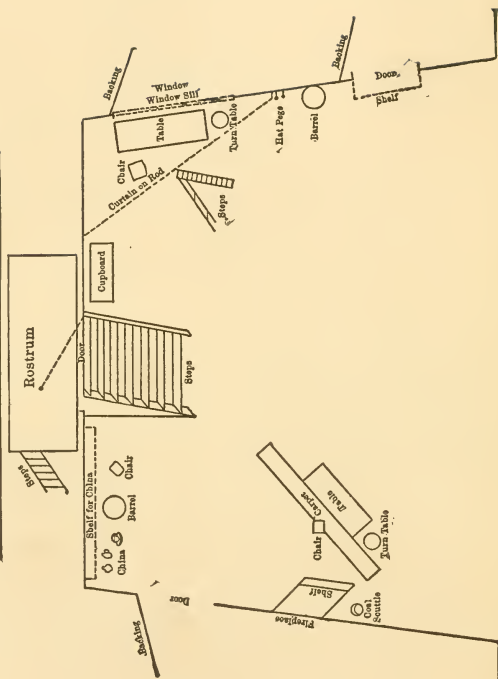 Backing
Window
Window Sill
Table
Turn Table
Hat Pegs
Barrel
Backing
Door
Shelf
Chair
Curtain on Rod
Steps
Cupboard
Rostrum
Door
Steps
Steps
Shelf for China
Chair
Barrel
China
Door
Backing
Carpet
Table
Chair
Turn Table
Shelf
Fireplace
Coal
Scuttle